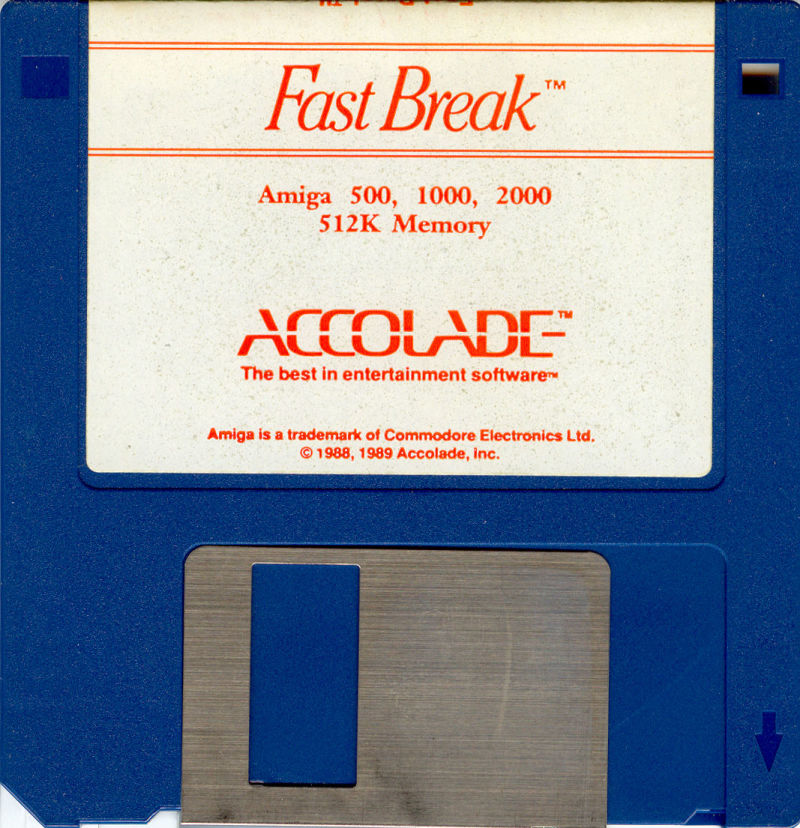 Fast Break™
Amiga 500, 1000, 2000
512K Memory
ACCOLADE™
The best in entertainment software™
Amiga is a trademark of Commodore Electronics Ltd.
© 1988, 1989 Accolade, Inc.